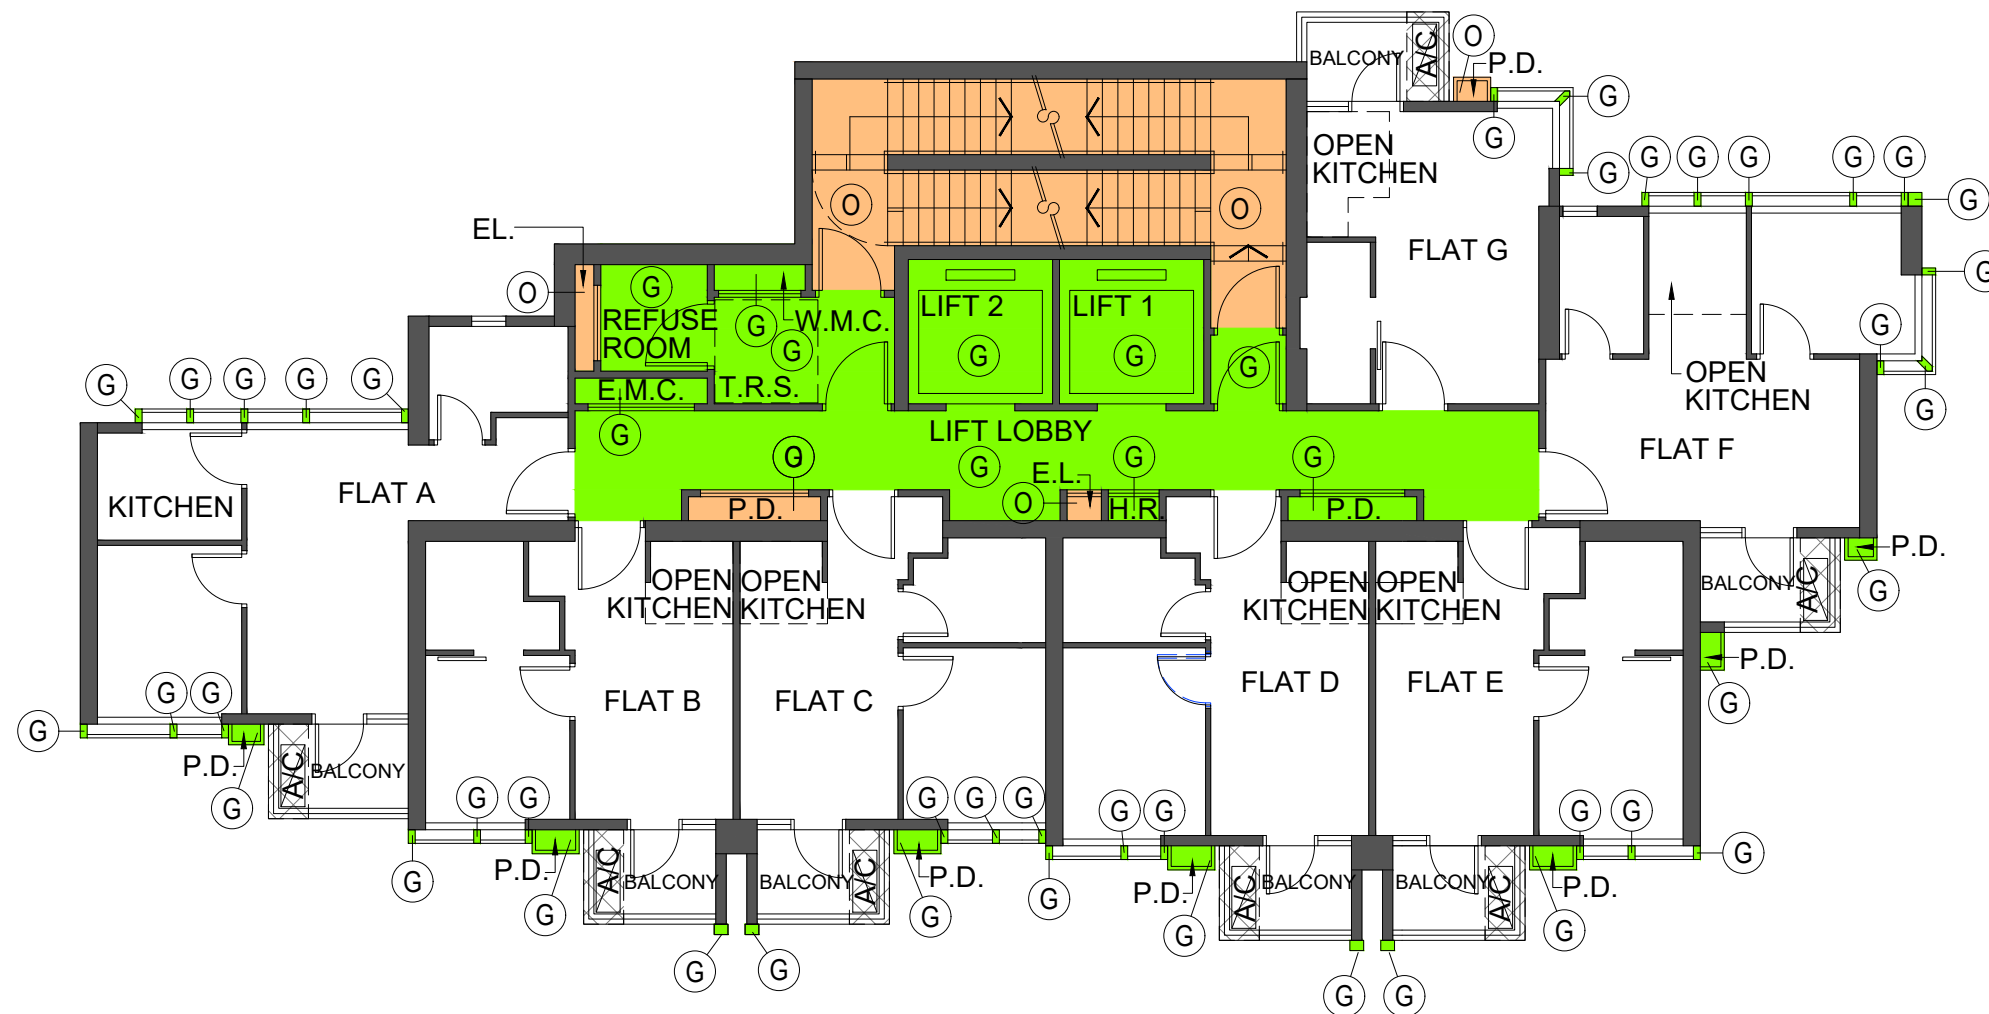 BALCONY
A/C
O
P.D.
G
G
OPEN
KITCHEN
G
G
G
G
G
G
G
G
O
O
EL.
FLAT G
O
G
REFUSE
ROOM
G
W.M.C.
G
LIFT 2
G
LIFT 1
G
G
G
G
G
OPEN
KITCHEN
FLAT F
G
G
G
G
G
E.M.C.
T.R.S.
G
LIFT LOBBY
G
G
G
G
E.L.
O
P.D.
H.R.
P.D.
KITCHEN
FLAT A
P.D.
G
BALCONY
A/C
OPEN
KITCHEN
OPEN
KITCHEN
OPEN
KITCHEN
OPEN
KITCHEN
P.D.
G
FLAT B
FLAT C
FLAT D
FLAT E
G
G
G
P.D.
G
A/C
BALCONY
G
G
G
G
G
G
G
G
G
G
G
G
P.D.
G
A/C
BALCONY
BALCONY
A/C
P.D.
G
G
P.D.
G
A/C
BALCONY
BALCONY
A/C
P.D.
G
G
G
G
G